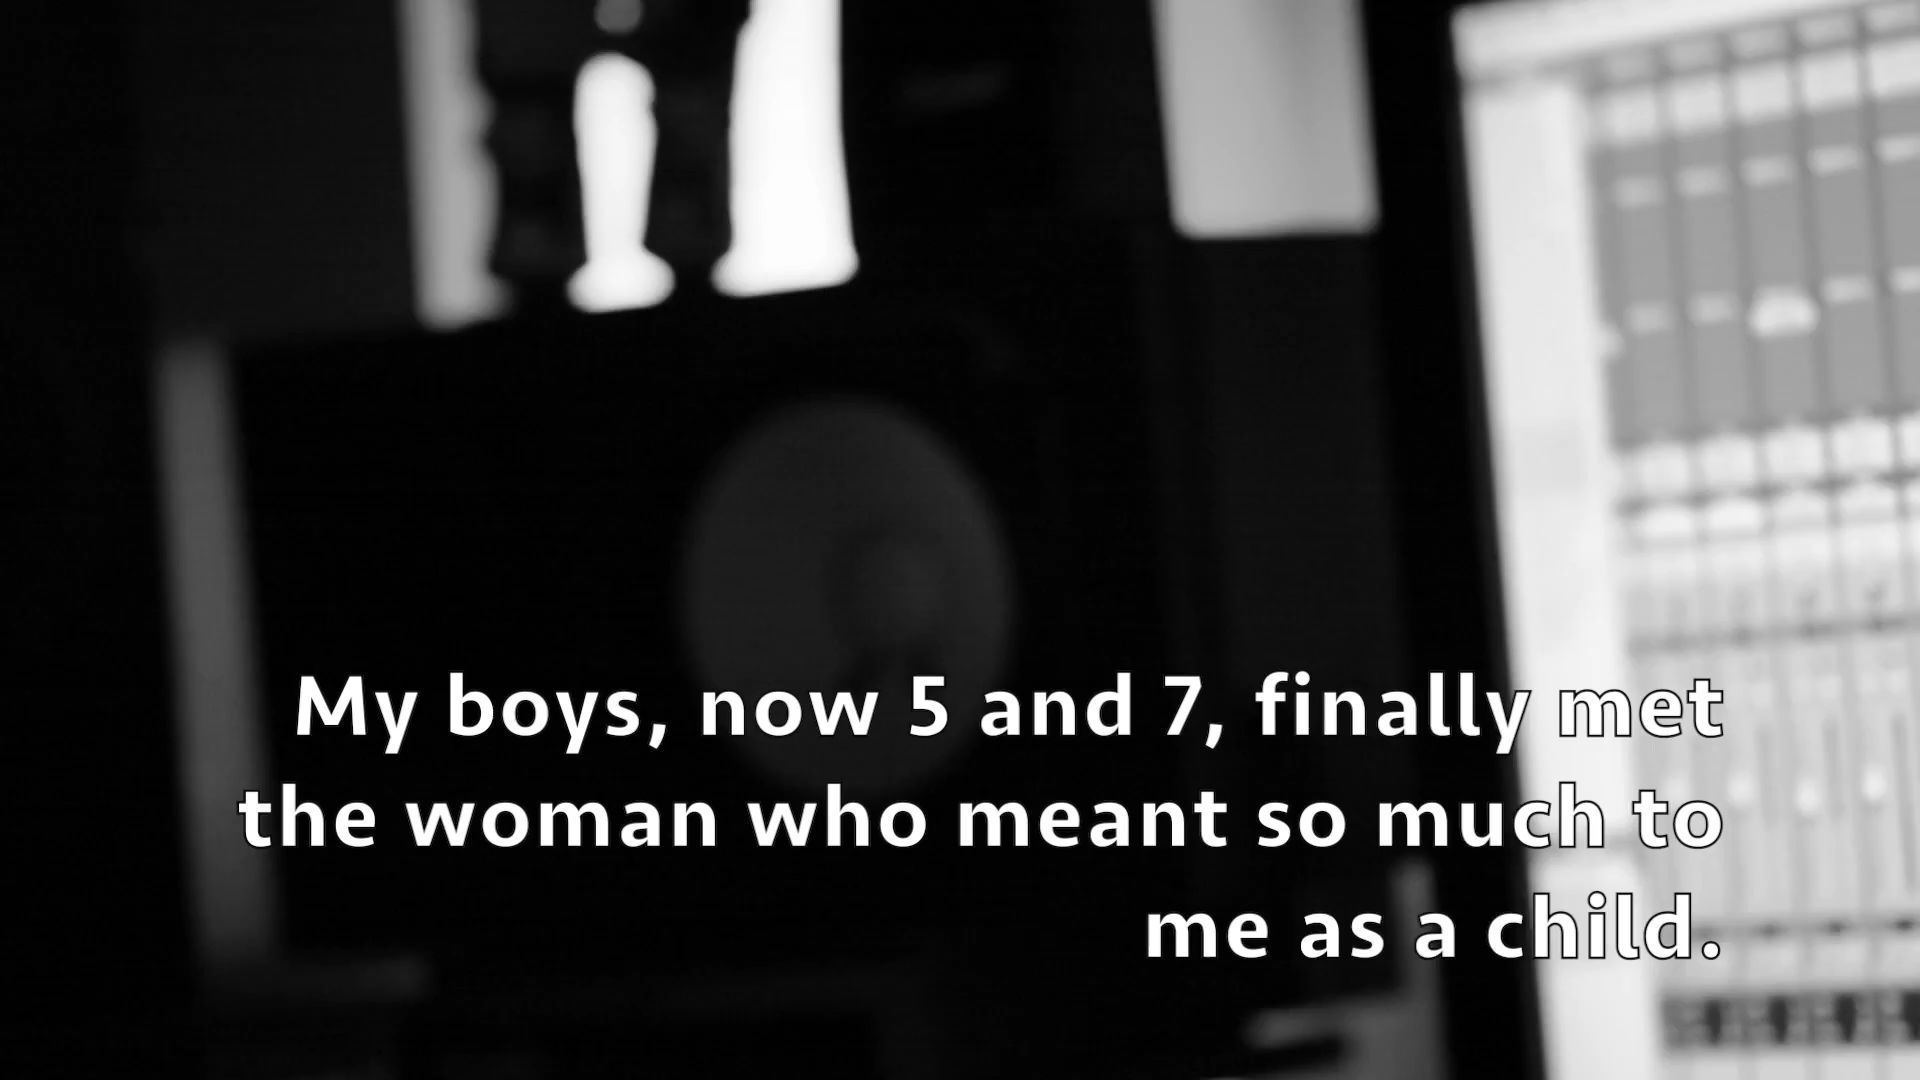 My boys, now 5 and 7, finally met
the woman who meant so much to
me as a child.